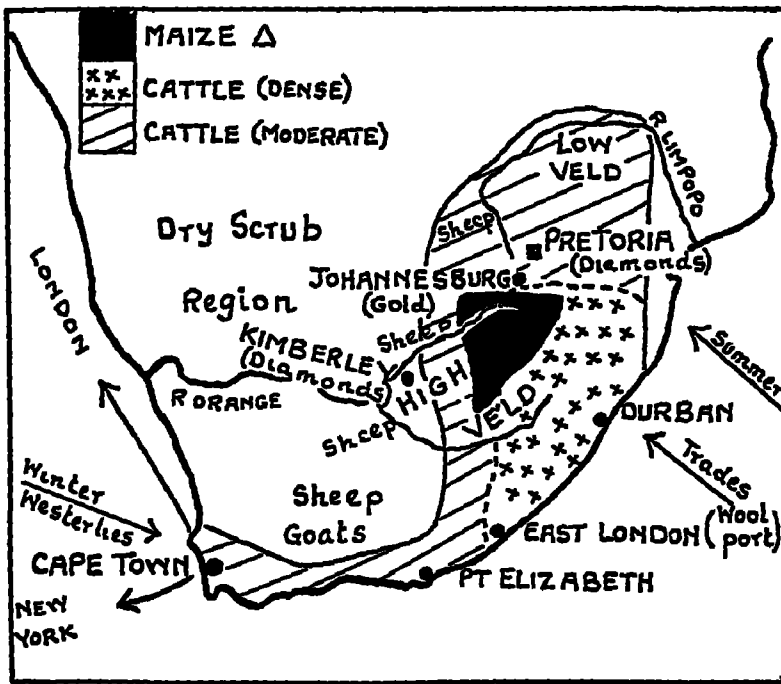 MAIZE Δ
CATTLE (DENSE)
CATTLE (MODERATE)
LOW
VELD
R LIMPOPO
Dry Scrub
Region
Sheep
PRETORIA
(Diamonds)
JOHANNESBURG
(Gold)
LONDON
KIMBERLE
(Diamonds)
Sheko
HIGH
VELD
R ORANGE
Sheep
Summer
Trades
DURBAN
Winter
Westerlies
Sheep
Goats
EAST LONDON (Wool
port)
CAPE TOWN
PT ELIZABETH
NEW
YORK